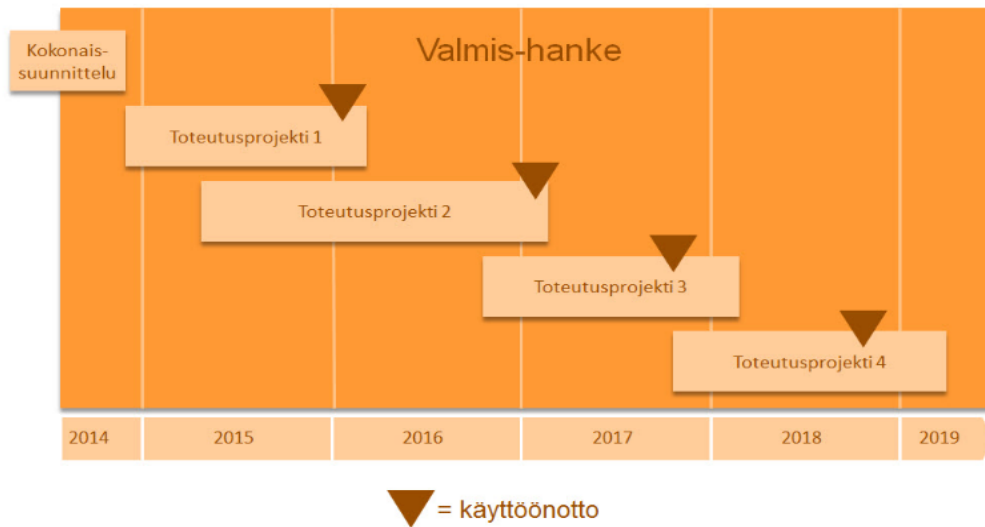 Valmis-hanke
Kokonais-
suunnittelu
Toteutusprojekti 1
Toteutusprojekti 2
Toteutusprojekti 3
Toteutusprojekti 4
2014 2015 2016 2017 2018 2019
= käyttöönotto